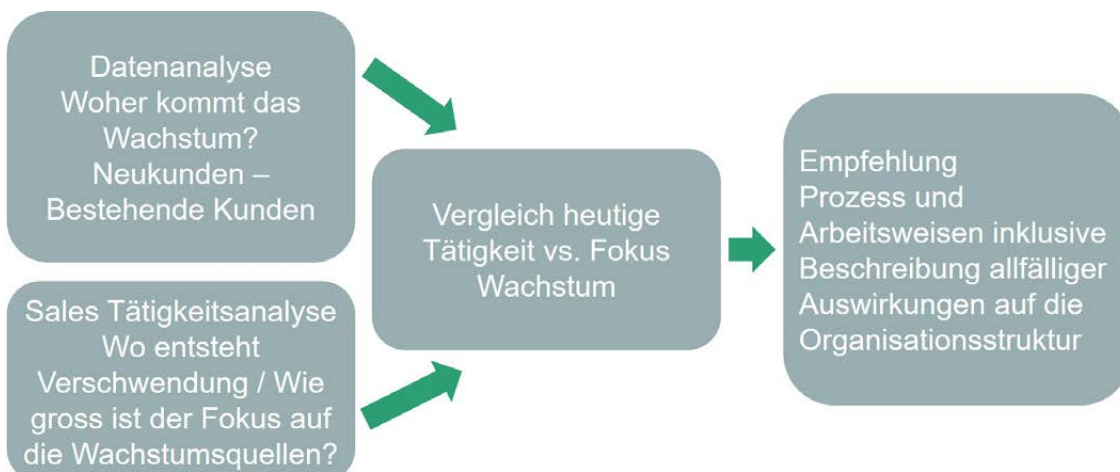 Datenanalyse
Woher kommt das
Wachstum?
Neukunden –
Bestehende Kunden
Sales Tätigkeitsanalyse
Wo entsteht
Verschwendung / Wie
gross ist der Fokus auf
die Wachstumsquellen?
Vergleich heutige
Tätigkeit vs. Fokus
Wachstum
Empfehlung
Prozess und
Arbeitsweisen inklusive
Beschreibung allfälliger
Auswirkungen auf die
Organisationsstruktur